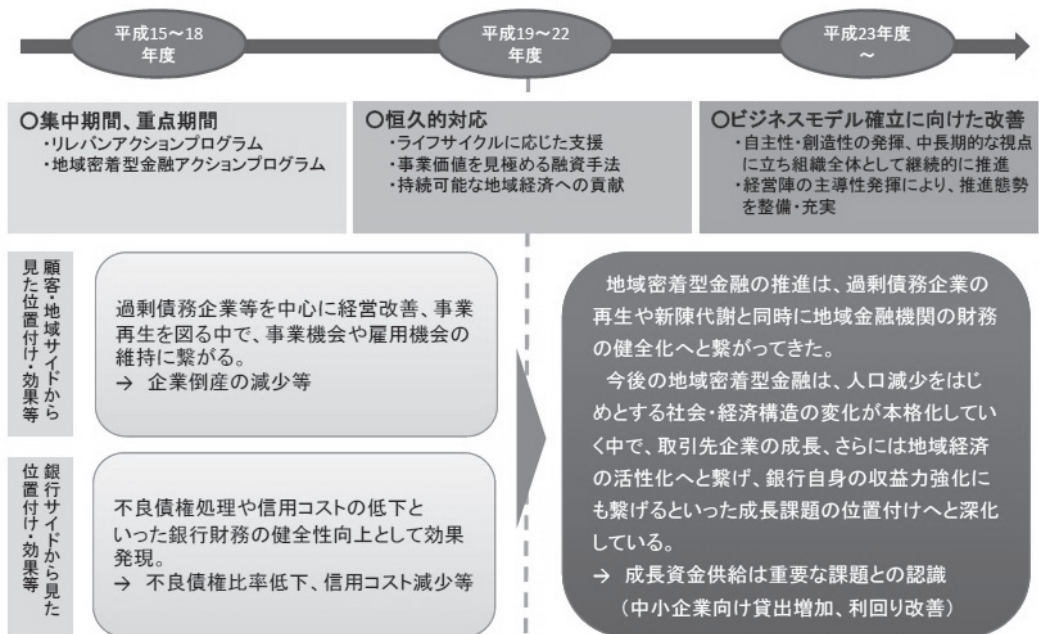 平成15～18
年度
平成19～22
年度
平成23年度
～
○集中期間、重点期間
・リレバンアクションプログラム
・地域密着型金融アクションプログラム
○恒久的対応
・ライフサイクルに応じた支援
・事業価値を見極める融資手法
・持続可能な地域経済への貢献
○ビジネスモデル確立に向けた改善
・自主性・創造性の発揮、中長期的な視点
に立ち組織全体として継続的に推進
・経営陣の主導性発揮により、推進態勢
を整備・充実
顧客・地域サイドから
見た位置付け・効果等
過剰債務企業等を中心に経営改善、事業
再生を図る中で、事業機会や雇用機会の
維持に繋がる。
→ 企業倒産の減少等
銀行サイドから見た
位置付け・効果等
不良債権処理や信用コストの低下と
いった銀行財務の健全性向上として効果
発現。
→ 不良債権比率低下、信用コスト減少等
地域密着型金融の推進は、過剰債務企業の
再生や新陳代謝と同時に地域金融機関の財務
の健全化へと繋がってきた。
今後の地域密着型金融は、人口減少をはじ
めとする社会・経済構造の変化が本格化してい
く中で、取引先企業の成長、さらには地域経済
の活性化へと繋げ、銀行自身の収益力強化に
も繋げるといった成長課題の位置付けへと深化
している。
→ 成長資金供給は重要な課題との認識
（中小企業向け貸出増加、利回り改善）